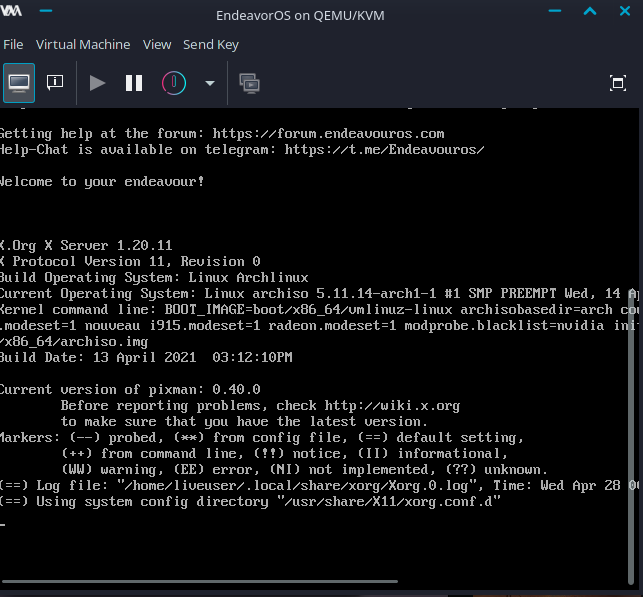 EndeavorOS on QEMU/KVM
File Virtual Machine View Send Key
Getting help at the forum: https://forum.endeavouros.com
Help-Chat is available on telegram: https://t.me/Endeavouros/
Welcome to your endeavour!
X.Org X Server 1.20.11
X Protocol Version 11, Revision 0
Build Operating System: Linux Archlinux
Current Operating System: Linux archiso 5.11.14-arch1-1 #1 SMP PREEMPT Wed, 14 Ap
Kernel command line: BOOT_IMAGE=boot/x86_64/vmlinuz-linux archisobasedir=arch cow
.modeset=1 nouveau i915.modeset=1 radeon.modeset=1 modprobe.blacklist=nvidia ini
/x86_64/archiso.img
Build Date: 13 April 2021 03:12:10PM
Current version of pixman: 0.40.0
Before reporting problems, check http://wiki.x.org
to make sure that you have the latest version.
Markers: (--) probed, (**) from config file, (==) default setting,
(++) from command line, (!!) notice, (II) informational,
(WW) warning, (EE) error, (NI) not implemented, (??) unknown.
(==) Log file: "/home/liveuser/.local/share/xorg/Xorg.0.log", Time: Wed Apr 28
(==) Using system config directory "/usr/share/X11/xorg.conf.d"